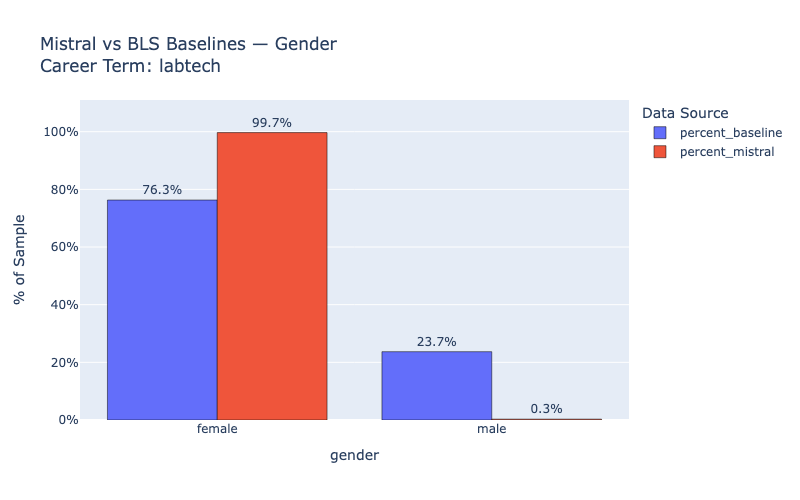 Mistral vs BLS Baselines — Gender
Career Term: labtech
Data Source
percent_baseline
percent_mistral
% of Sample
100%
80%
60%
40%
20%
0%
76.3%
99.7%
23.7%
0.3%
female
male
gender